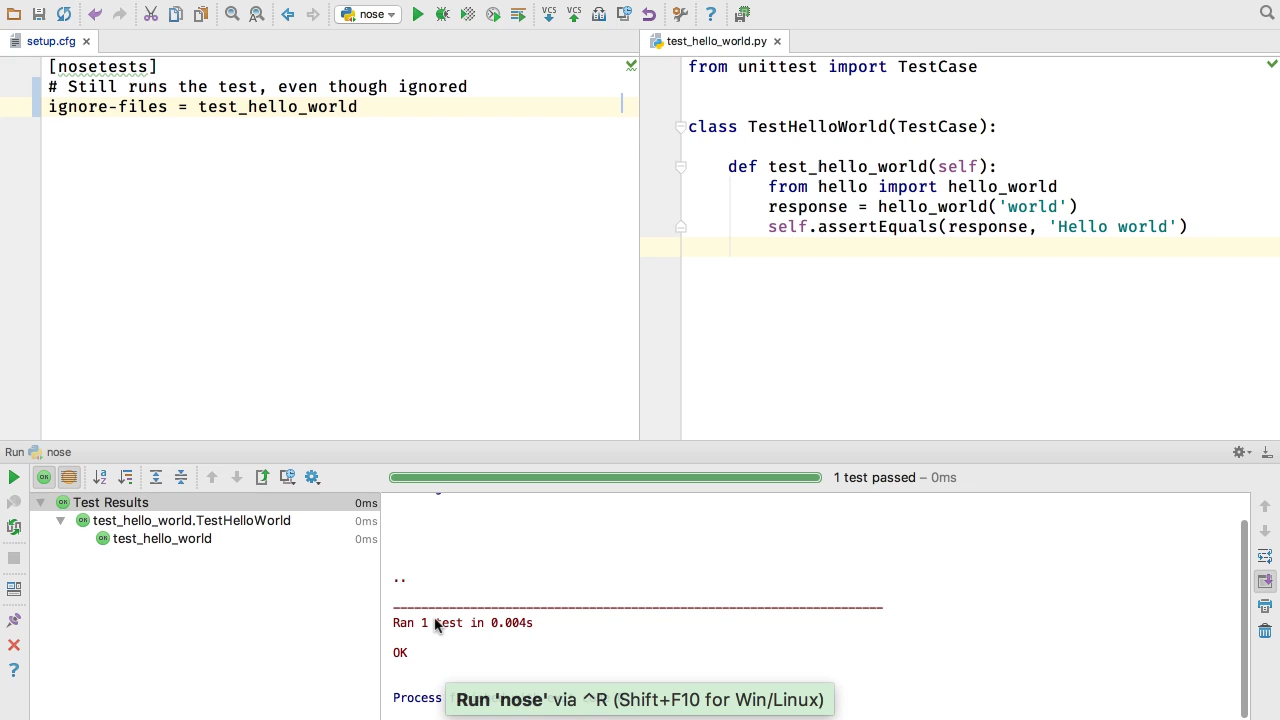 nose
VCS VCS
setup.cfg
test_hello_world.py
[nosetests]
# Still runs the test, even though ignored
ignore-files = test_hello_world
from unittest import TestCase
class TestHelloWorld(TestCase):
def test_hello_world(self):
from hello import hello_world
response = hello_world('world')
self.assertEquals(response, 'Hello world')
Run nose
1 test passed – 0ms
Test Results 0ms
test_hello_world.TestHelloWorld 0ms
test_hello_world 0ms
..
Ran 1 test in 0.004s
OK
Process
Run 'nose' via ^R (Shift+F10 for Win/Linux)